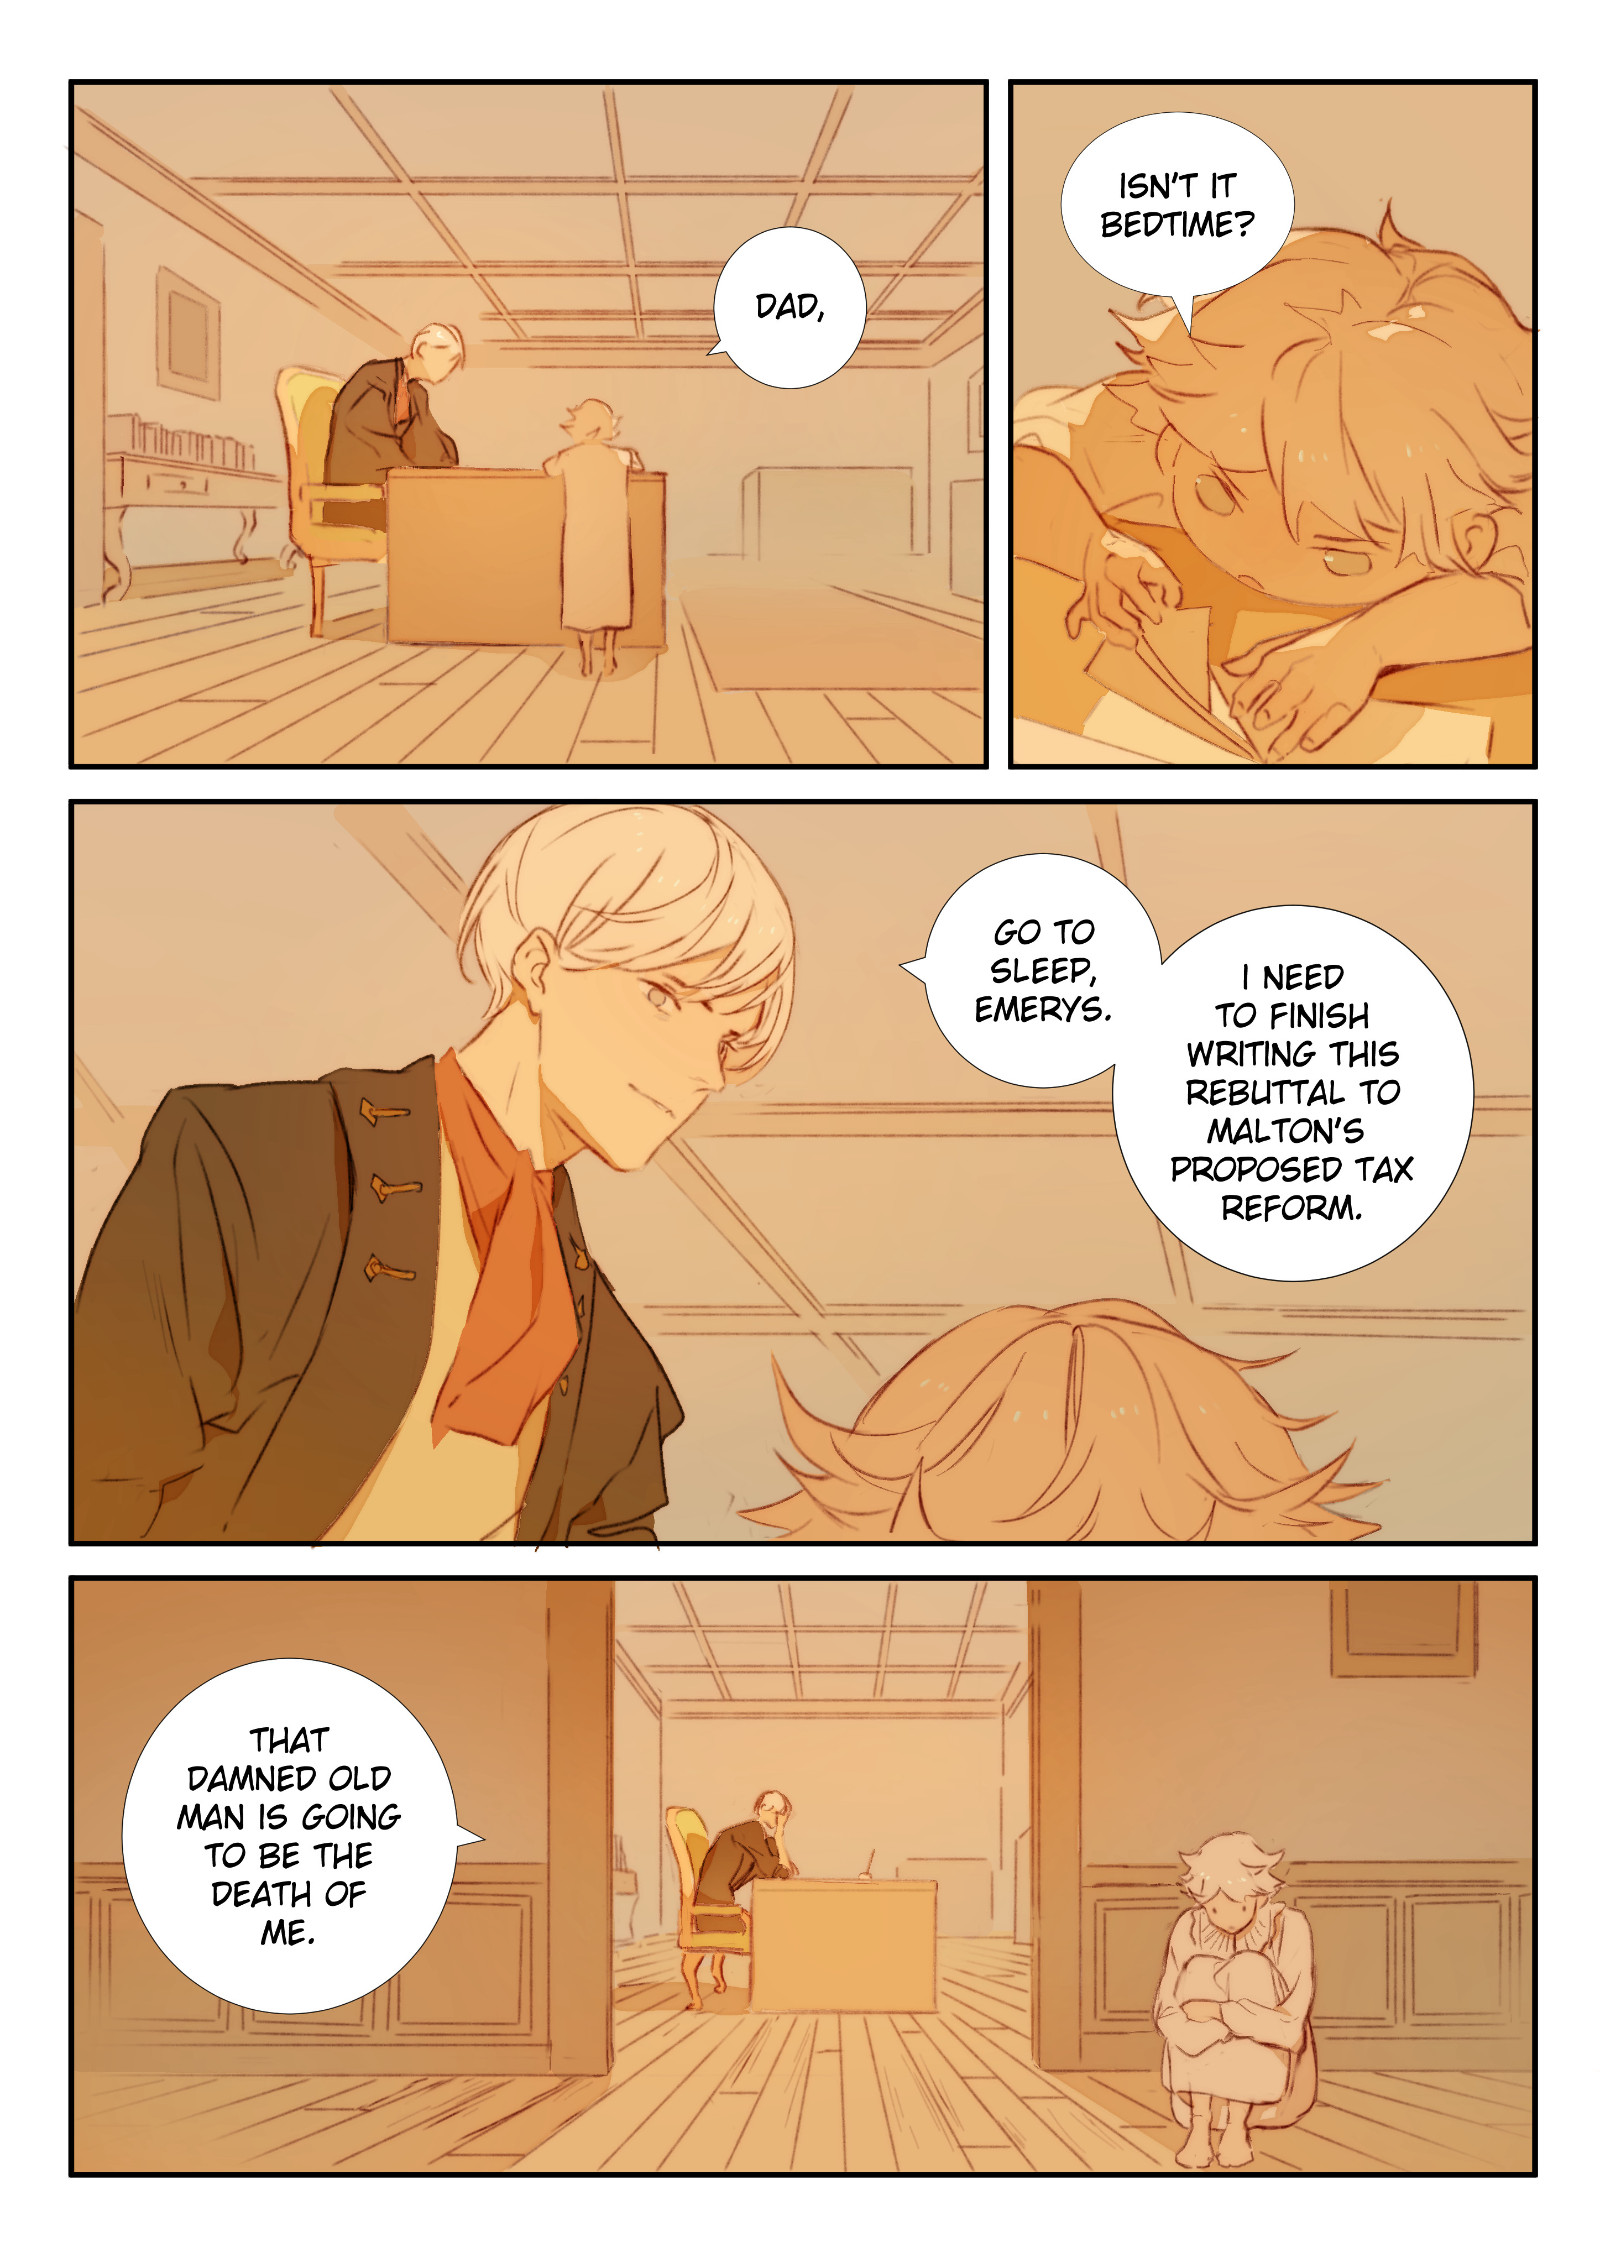 DAD,
ISN'T IT
BEDTIME?
GO TO
SLEEP,
EMERYS.
I NEED
TO FINISH
WRITING THIS
REBUTTAL TO
MALTON'S
PROPOSED TAX
REFORM.
THAT
DAMNED OLD
MAN IS GOING
TO BE THE
DEATH OF
ME.